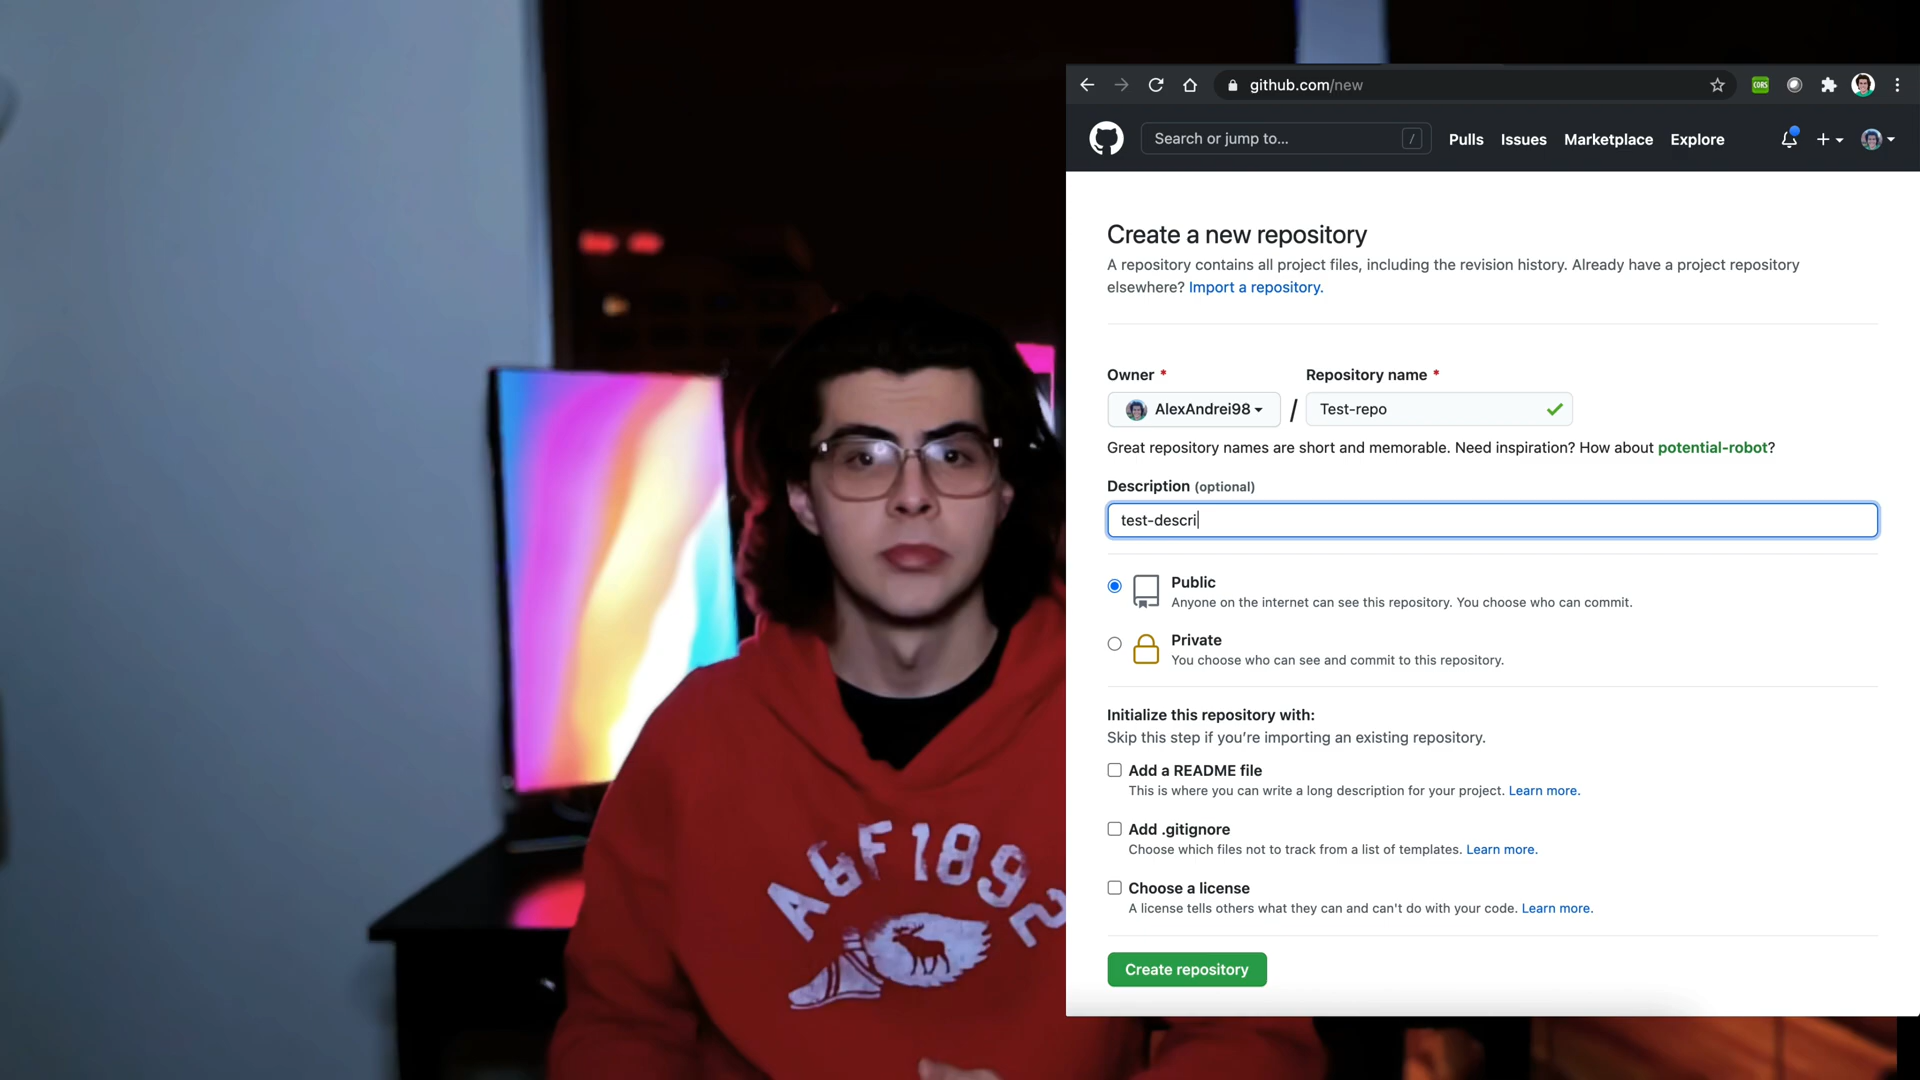 github.com/new
CORS
Search or jump to... /
Pulls Issues Marketplace Explore
Create a new repository
A repository contains all project files, including the revision history. Already have a project repository
elsewhere? Import a repository.
Owner * Repository name *
AlexAndrei98 / Test-repo
Great repository names are short and memorable. Need inspiration? How about potential-robot?
Description (optional)
test-descri
Public
Anyone on the internet can see this repository. You choose who can commit.
Private
You choose who can see and commit to this repository.
Initialize this repository with:
Skip this step if you’re importing an existing repository.
Add a README file
This is where you can write a long description for your project. Learn more.
Add .gitignore
Choose which files not to track from a list of templates. Learn more.
Choose a license
A license tells others what they can and can't do with your code. Learn more.
Create repository
A&F 1892